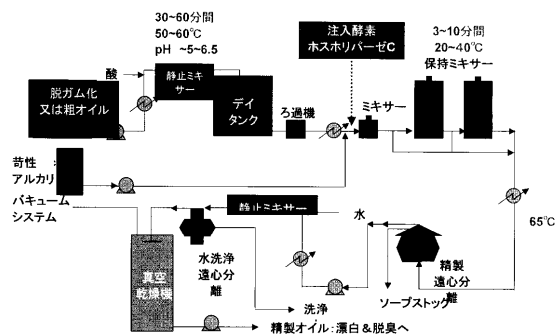 30~60分間
50~60℃
pH ~5~6.5
注入酵素
ホスホリパーゼC
3~10分間
20~40℃
保持ミキサー
酸
静止ミキ
サー
脱ガム化
又は粗オイル
デイ
タンク
ろ過機
ミキサー
苛性
アルカリ
バキューム
システム
静止ミキサー
水
65℃
水洗浄
遠心分
離
真空
乾燥機
精製
遠心分
離
洗浄
ソープストック
精製オイル:漂白&脱臭へ